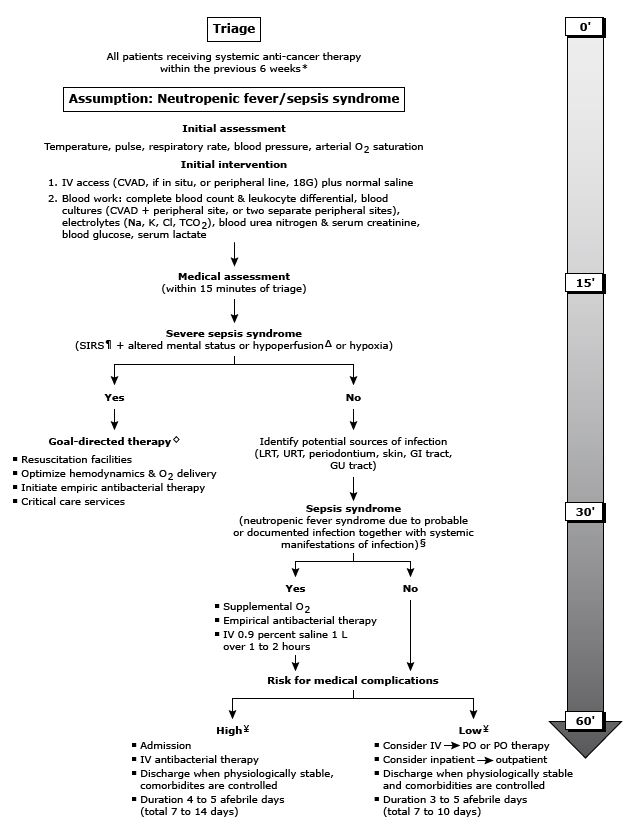 Triage
0'
All patients receiving systemic anti-cancer therapy
within the previous 6 weeks*
Assumption: Neutropenic fever/sepsis syndrome
Initial assessment
Temperature, pulse, respiratory rate, blood pressure, arterial O2 saturation
Initial intervention
1. IV access (CVAD, if in situ, or peripheral line, 18G) plus normal saline
2. Blood work: complete blood count & leukocyte differential, blood
cultures (CVAD + peripheral site, or two separate peripheral sites),
electrolytes (Na, K, Cl, TCO2), blood urea nitrogen & serum creatinine,
blood glucose, serum lactate
Medical assessment
(within 15 minutes of triage)
15'
Severe sepsis syndrome
(SIRS¶ + altered mental status or hypoperfusionΔ or hypoxia)
Yes
No
Goal-directed therapy◇
▪ Resuscitation facilities
▪ Optimize hemodynamics & O2 delivery
▪ Initiate empiric antibacterial therapy
▪ Critical care services
Identify potential sources of infection
(LRT, URT, periodontium, skin, GI tract,
GU tract)
30'
Sepsis syndrome
(neutropenic fever syndrome due to probable
or documented infection together with systemic
manifestations of infection)§
Yes
No
▪ Supplemental O2
▪ Empirical antibacterial therapy
▪ IV 0.9 percent saline 1 L
over 1 to 2 hours
Risk for medical complications
60'
High¥
▪ Admission
▪ IV antibacterial therapy
▪ Discharge when physiologically stable,
comorbidites are controlled
▪ Duration 4 to 5 afebrile days
(total 7 to 14 days)
Low¥
▪ Consider IV → PO or PO therapy
▪ Consider inpatient → outpatient
▪ Discharge when physiologically stable
and comorbidities are controlled
▪ Duration 3 to 5 afebrile days
(total 7 to 10 days)